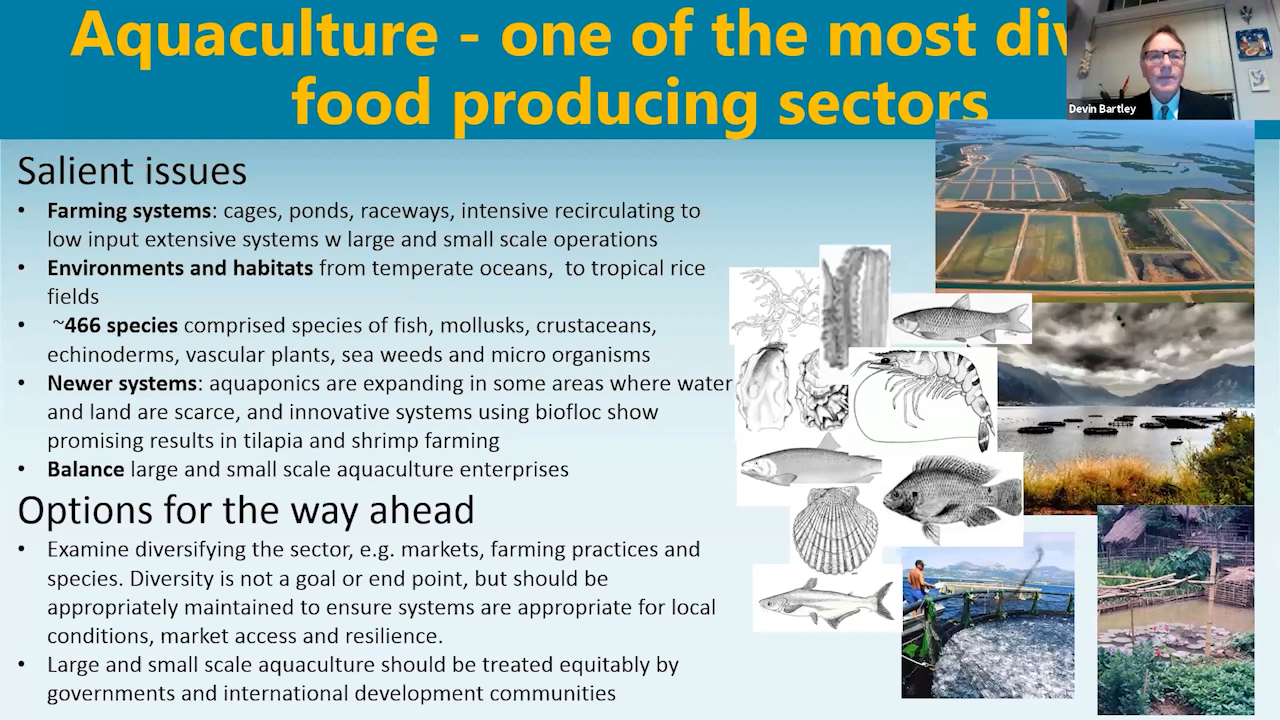 Aquaculture - one of the most div
food producing sectors
Devin Bartley
Salient issues
• Farming systems: cages, ponds, raceways, intensive recirculating to
low input extensive systems w large and small scale operations
• Environments and habitats from temperate oceans, to tropical rice
fields
• ~466 species comprised species of fish, mollusks, crustaceans,
echinoderms, vascular plants, sea weeds and micro organisms
• Newer systems: aquaponics are expanding in some areas where water
and land are scarce, and innovative systems using biofloc show
promising results in tilapia and shrimp farming
• Balance large and small scale aquaculture enterprises
Options for the way ahead
• Examine diversifying the sector, e.g. markets, farming practices and
species. Diversity is not a goal or end point, but should be
appropriately maintained to ensure systems are appropriate for local
conditions, market access and resilience.
• Large and small scale aquaculture should be treated equitably by
governments and international development communities